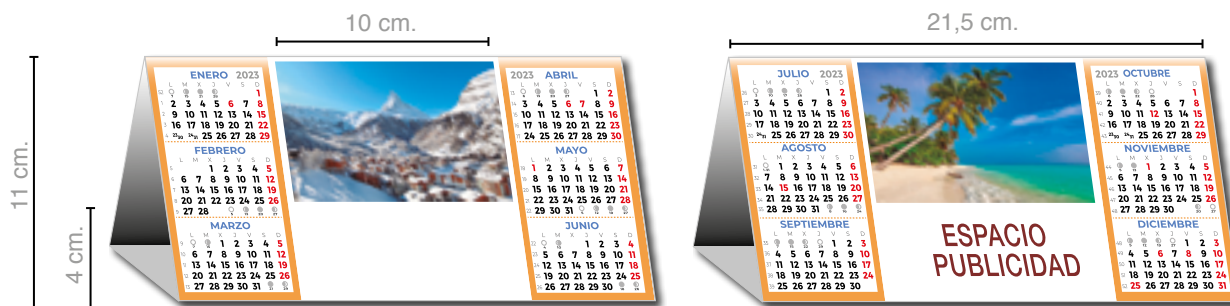 10 cm.
21,5 cm.
11 cm.
4 cm.
ENERO 2023
L M X J V S D
1
2 3 4 5 6 7 8
9 10 11 12 13 14 15
16 17 18 19 20 21 22
23 30 24 31 25 26 27 28 29
FEBRERO
1 2 3 4 5
6 7 8 9 10 11 12
13 14 15 16 17 18 19
20 21 22 23 24 25 26
27 28
MARZO
1 2 3 4 5
6 7 8 9 10 11 12
13 14 15 16 17 18 19
20 21 22 23 24 25 26
27 28 29 30 31
2023 ABRIL
L M X J V S D
1 2
3 4 5 6 7 8 9
10 11 12 13 14 15 16
17 18 19 20 21 22 23
24 25 26 27 28 29 30
MAYO
1 2 3 4 5 6 7
8 9 10 11 12 13 14
15 16 17 18 19 20 21
22 23 24 25 26 27 28
29 30 31
JUNIO
1 2 3 4
5 6 7 8 9 10 11
12 13 14 15 16 17 18
19 20 21 22 23 24 25
26 27 28 29 30
JULIO 2023
L M X J V S D
1 2
3 4 5 6 7 8 9
10 11 12 13 14 15 16
17 18 19 20 21 22 23
24 31 25 26 27 28 29 30
AGOSTO
1 2 3 4 5 6
7 8 9 10 11 12 13
14 15 16 17 18 19 20
21 22 23 24 25 26 27
28 29 30 31
SEPTIEMBRE
1 2 3
4 5 6 7 8 9 10
11 12 13 14 15 16 17
18 19 20 21 22 23 24
25 26 27 28 29 30
2023 OCTUBRE
L M X J V S D
1
2 3 4 5 6 7 8
9 10 11 12 13 14 15
16 17 18 19 20 21 22
23 30 24 31 25 26 27 28 29
NOVIEMBRE
1 2 3 4 5
6 7 8 9 10 11 12
13 14 15 16 17 18 19
20 21 22 23 24 25 26
27 28 29 30
DICIEMBRE
1 2 3
4 5 6 7 8 9 10
11 12 13 14 15 16 17
18 19 20 21 22 23 24
25 26 27 28 29 30 31
ESPACIO
PUBLICIDAD